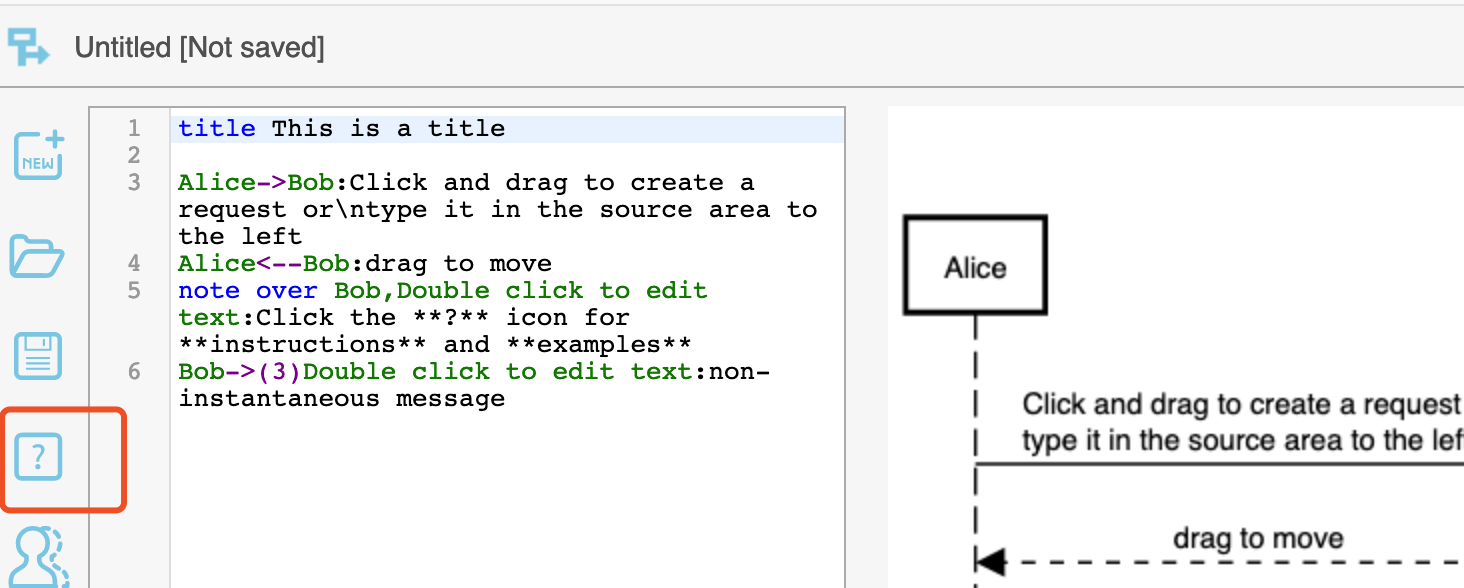 Untitled [Not saved]
NEW
?
1 title This is a title
2
3 Alice->Bob:Click and drag to create a
request or\ntype it in the source area to
the left
4 Alice<--Bob:drag to move
5 note over Bob,Double click to edit
text:Click the **?** icon for
**instructions** and **examples**
6 Bob->(3)Double click to edit text:non-
instantaneous message
Alice
Click and drag to create a request
type it in the source area to the lef
drag to move